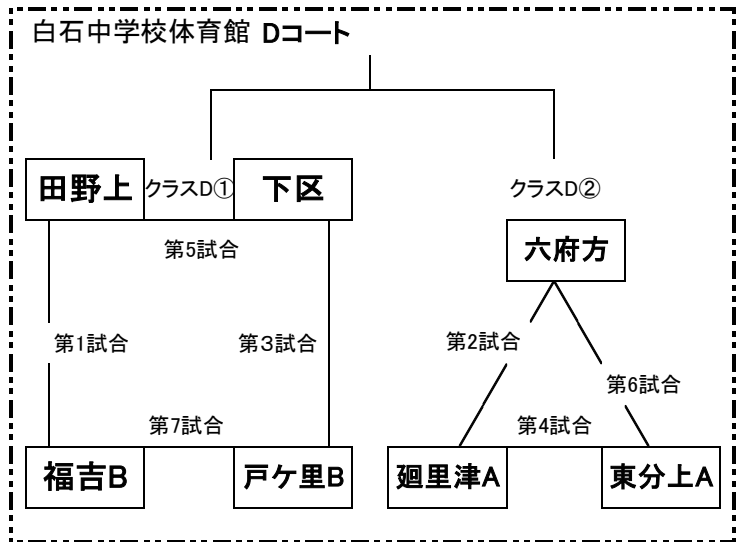 白石中学校体育館 Dコート
田野上
クラスD①
下区
クラスD②
第5試合
六府方
第1試合
第３試合
第2試合
第6試合
第7試合
第4試合
福吉B
戸ケ里B
廻里津A
東分上A